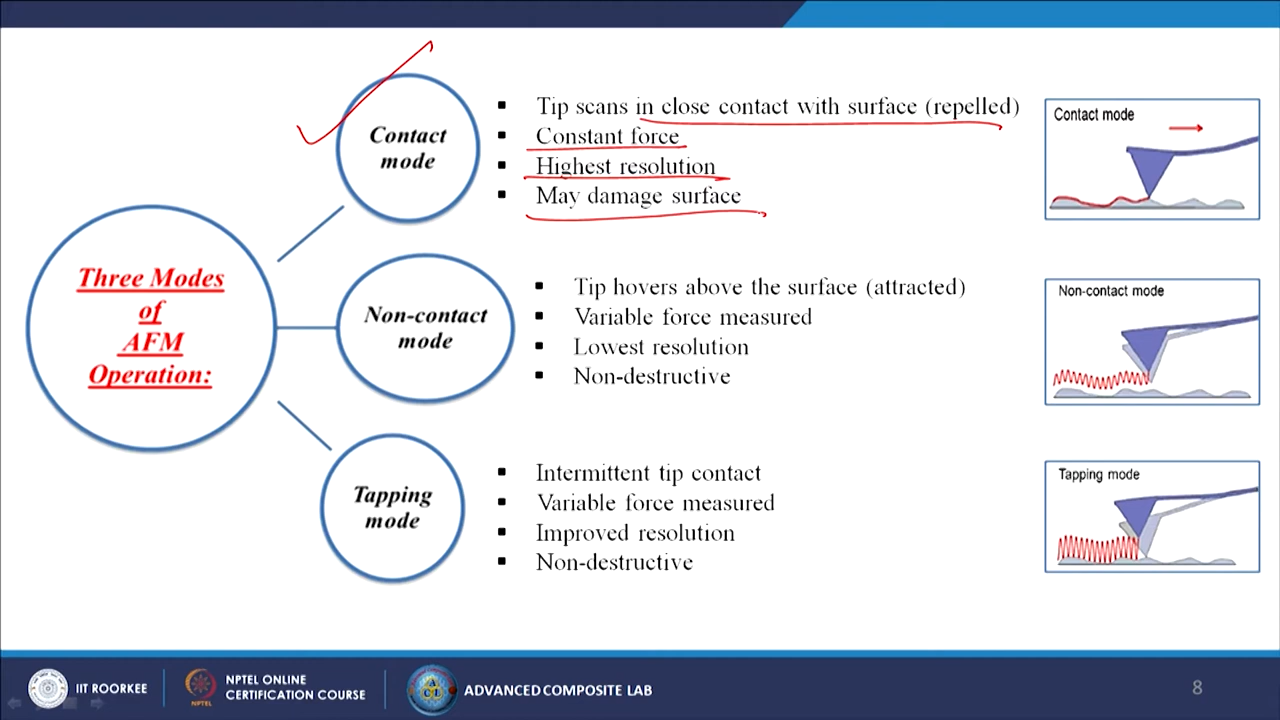 Three Modes
of
AFM
Operation:
Contact
mode
▪ Tip scans in close contact with surface (repelled)
▪ Constant force
▪ Highest resolution
▪ May damage surface
Contact mode
Non-contact
mode
▪ Tip hovers above the surface (attracted)
▪ Variable force measured
▪ Lowest resolution
▪ Non-destructive
Non-contact mode
Tapping
mode
▪ Intermittent tip contact
▪ Variable force measured
▪ Improved resolution
▪ Non-destructive
Tapping mode
IIT ROORKEE
NPTEL
NPTEL ONLINE
CERTIFICATION COURSE
ADVANCED COMPOSITE LAB
8